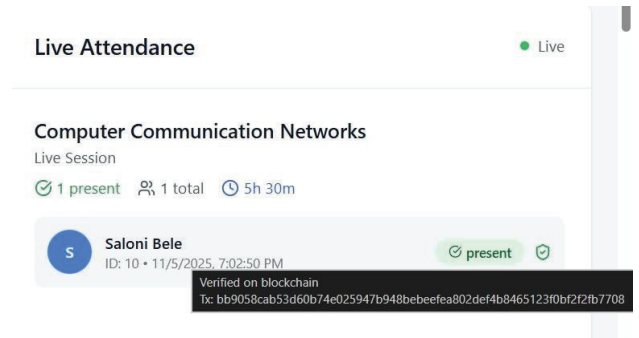 Live Attendance
Live
Computer Communication Networks
Live Session
1 present 1 total 5h 30m
S
Saloni Bele
ID: 10 • 11/5/2025, 7:02:50 PM
present
Verified on blockchain
Tx: bb9058cab53d60b74e025947b948bebeefea802def4b8465123f0bf2f2fb7708